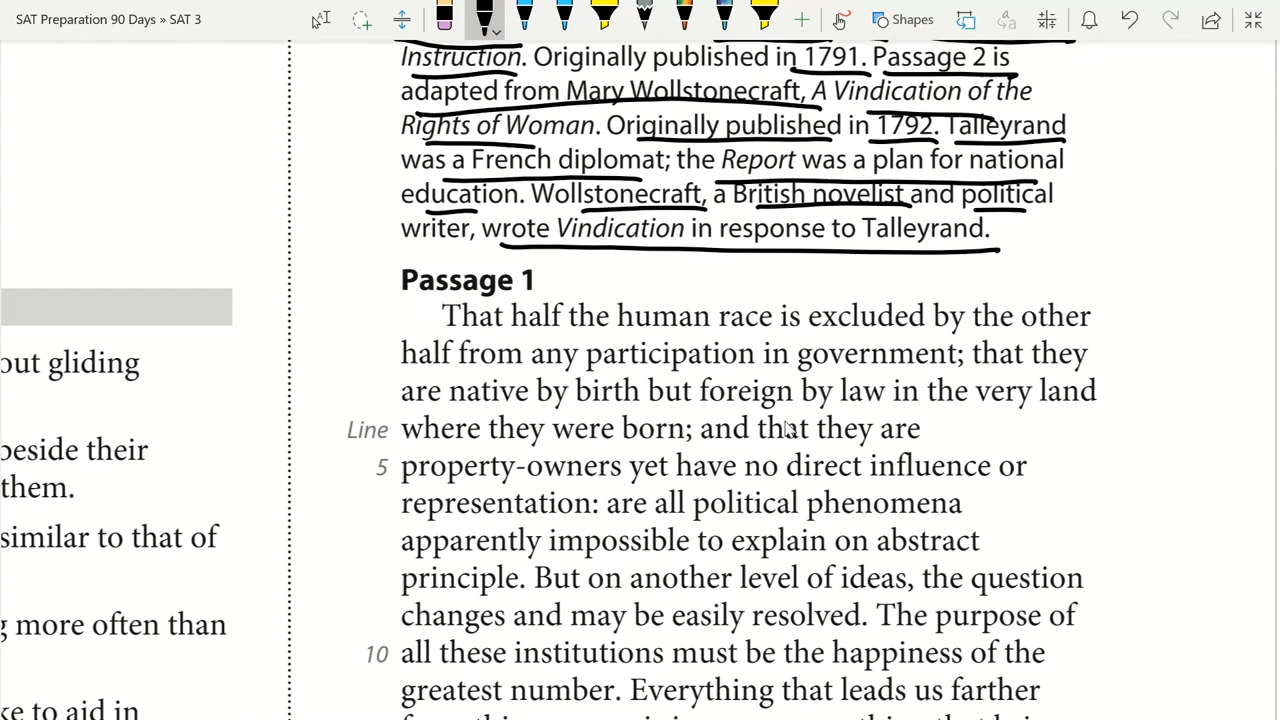 SAT Preparation 90 Days » SAT 3
Shapes
Instruction. Originally published in 1791. Passage 2 is
adapted from Mary Wollstonecraft, A Vindication of the
Rights of Woman. Originally published in 1792. Talleyrand
was a French diplomat; the Report was a plan for national
education. Wollstonecraft, a British novelist and political
writer, wrote Vindication in response to Talleyrand.
Passage 1
That half the human race is excluded by the other
half from any participation in government; that they
are native by birth but foreign by law in the very land
Line where they were born; and that they are
5 property-owners yet have no direct influence or
representation: are all political phenomena
apparently impossible to explain on abstract
principle. But on another level of ideas, the question
changes and may be easily resolved. The purpose of
10 all these institutions must be the happiness of the
greatest number. Everything that leads us farther
out gliding
beside their
them.
similar to that of
g more often than
ke to aid in